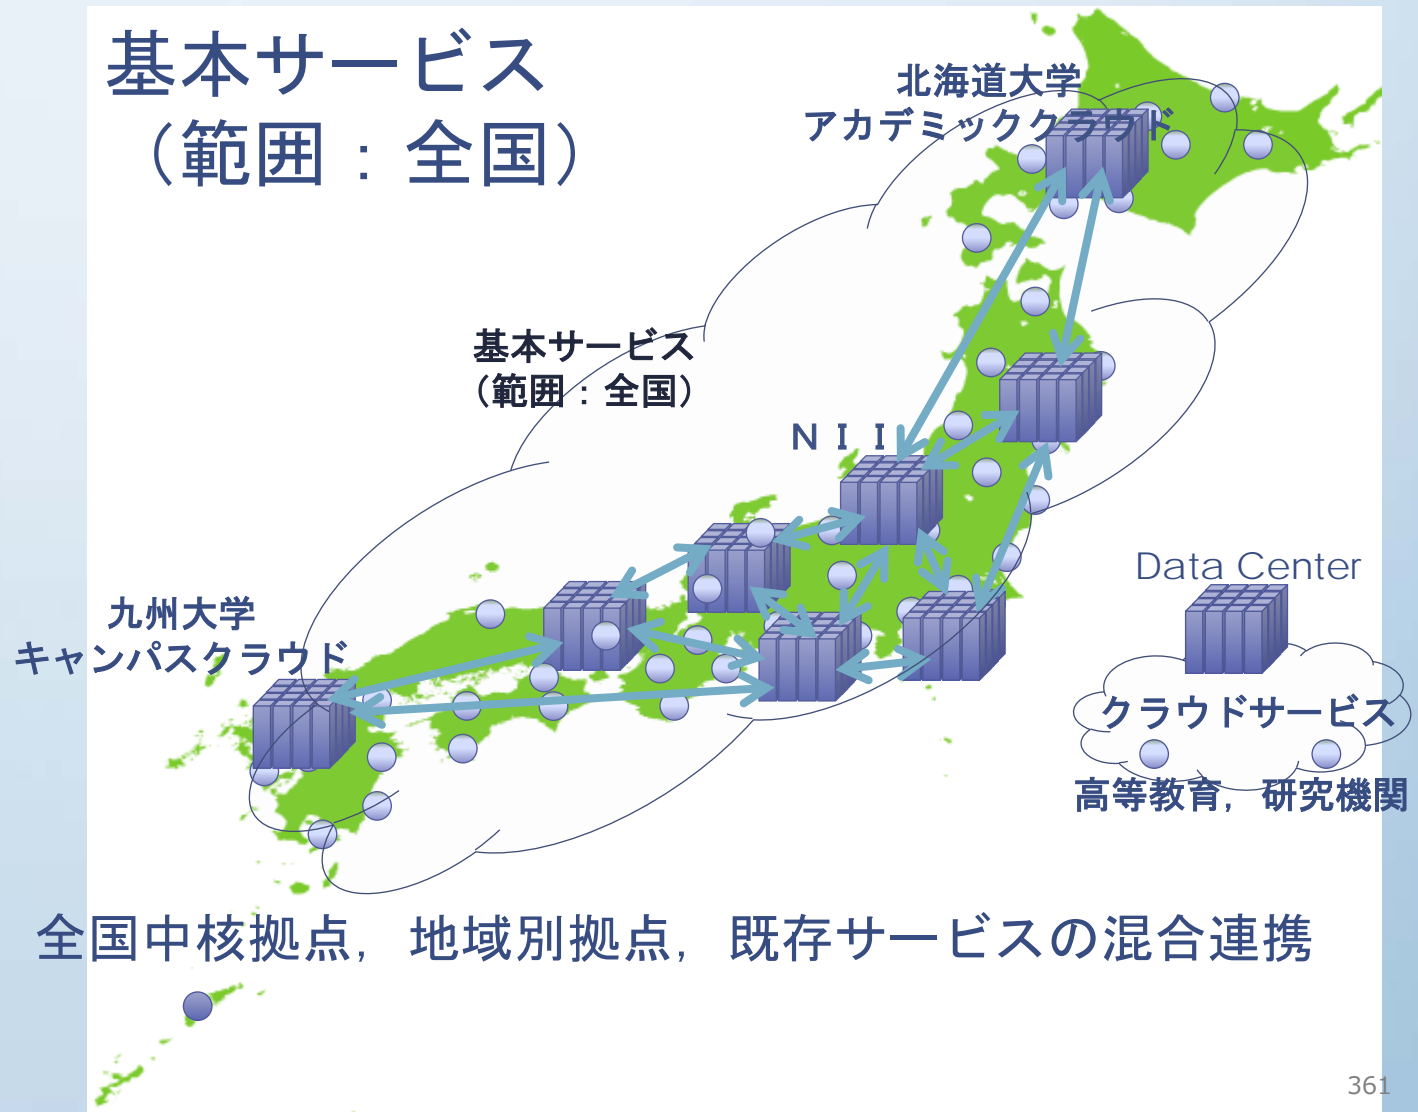 基本サービス
（範囲：全国）
北海道大学
アカデミッククラウド
基本サービス
（範囲：全国）
ＮＩＩ
Data Center
九州大学
キャンパスクラウド
クラウドサービス
高等教育，研究機関
全国中核拠点，地域別拠点，既存サービスの混合連携
361